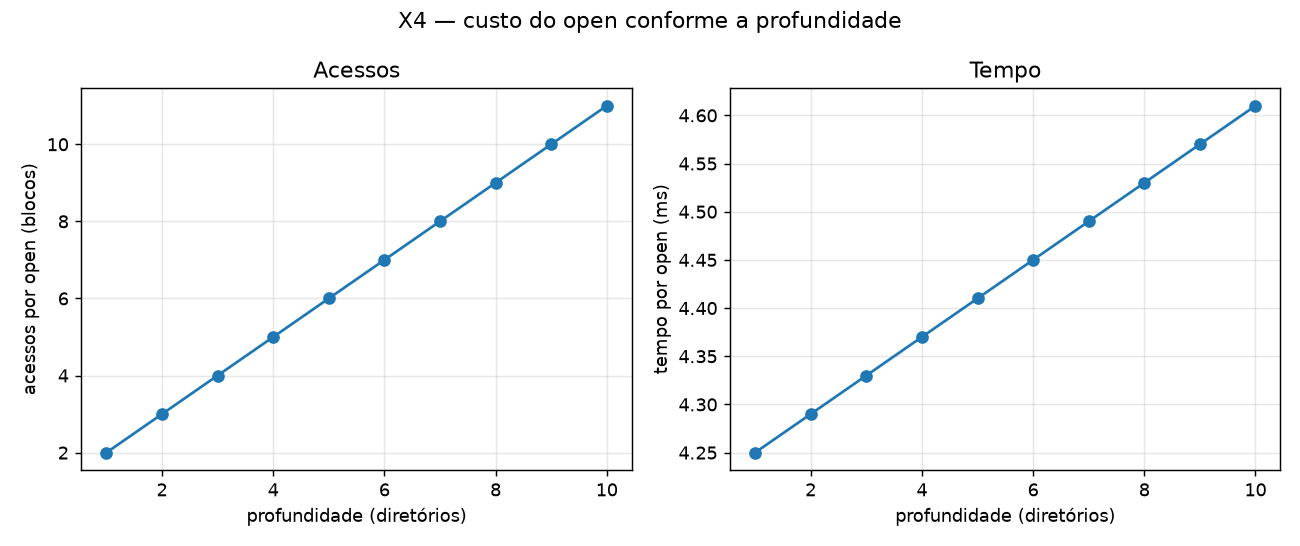 X4 — custo do open conforme a profundidade
Acessos
acessos por open (blocos)
10
8
6
4
2
2 4 6 8 10
profundidade (diretórios)
Tempo
tempo por open (ms)
4.60
4.55
4.50
4.45
4.40
4.35
4.30
4.25
2 4 6 8 10
profundidade (diretórios)